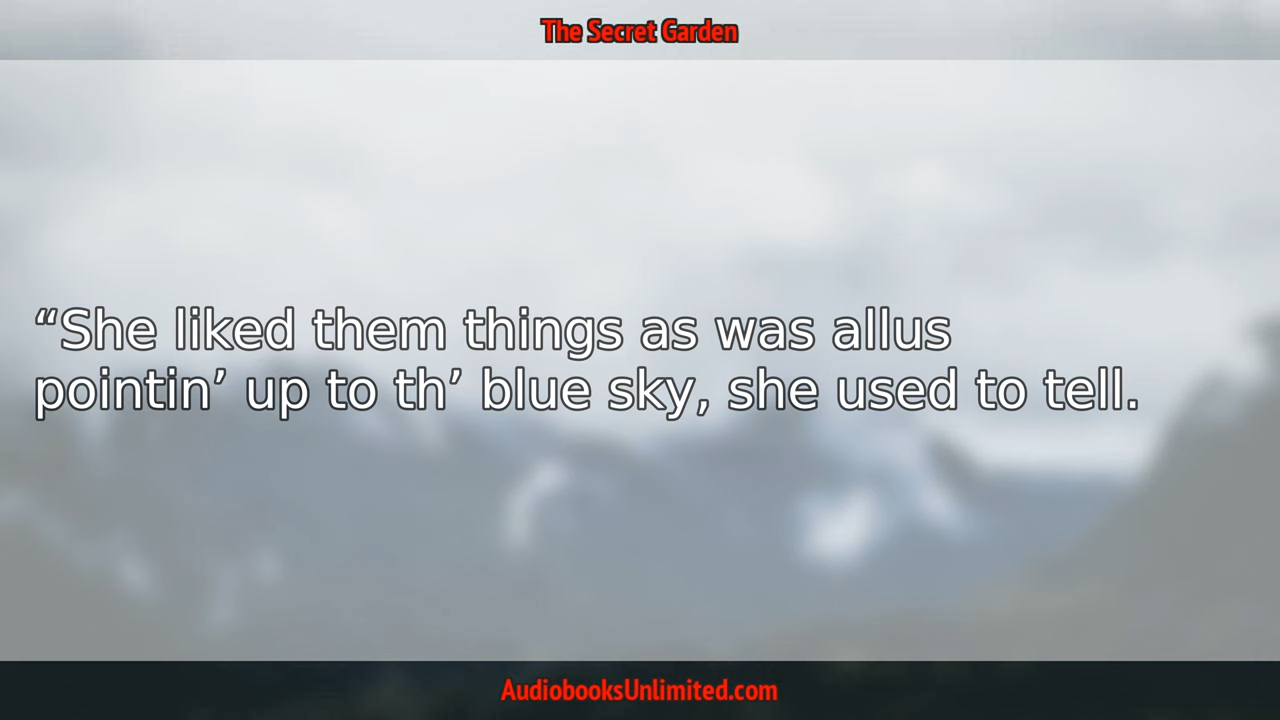 The Secret Garden
“She liked them things as was allus
pointin’ up to th’ blue sky, she used to tell.
AudiobooksUnlimited.com